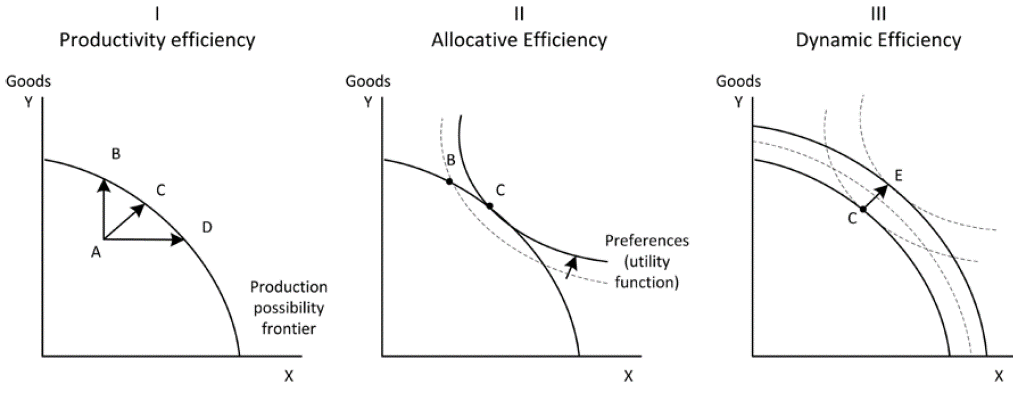 I
Productivity efficiency
Goods
Y
B
C
D
A
Production
possibility
frontier
X
II
Allocative Efficiency
Goods
Y
B
C
Preferences
(utility
function)
X
III
Dynamic Efficiency
Goods
Y
E
C
X